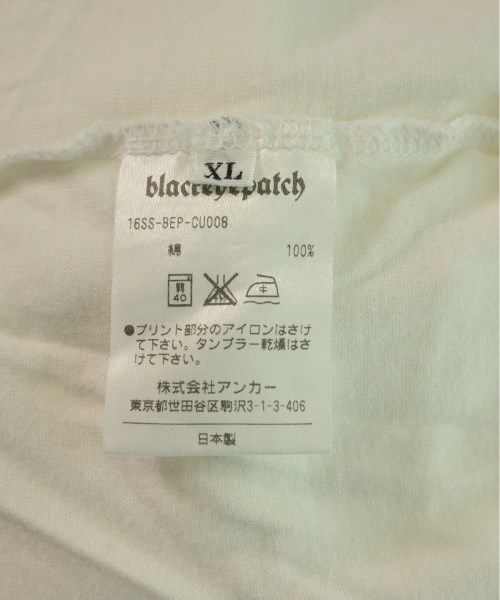 XL
blackeyepatch
16SS-BEP-CU008
綿 100%
弱
40
中
●プリント部分のアイロンはさけ
て下さい。タンブラー乾燥はさ
けて下さい。
株式会社アンカー
東京都世田谷区駒沢3-1-3-406
日本製